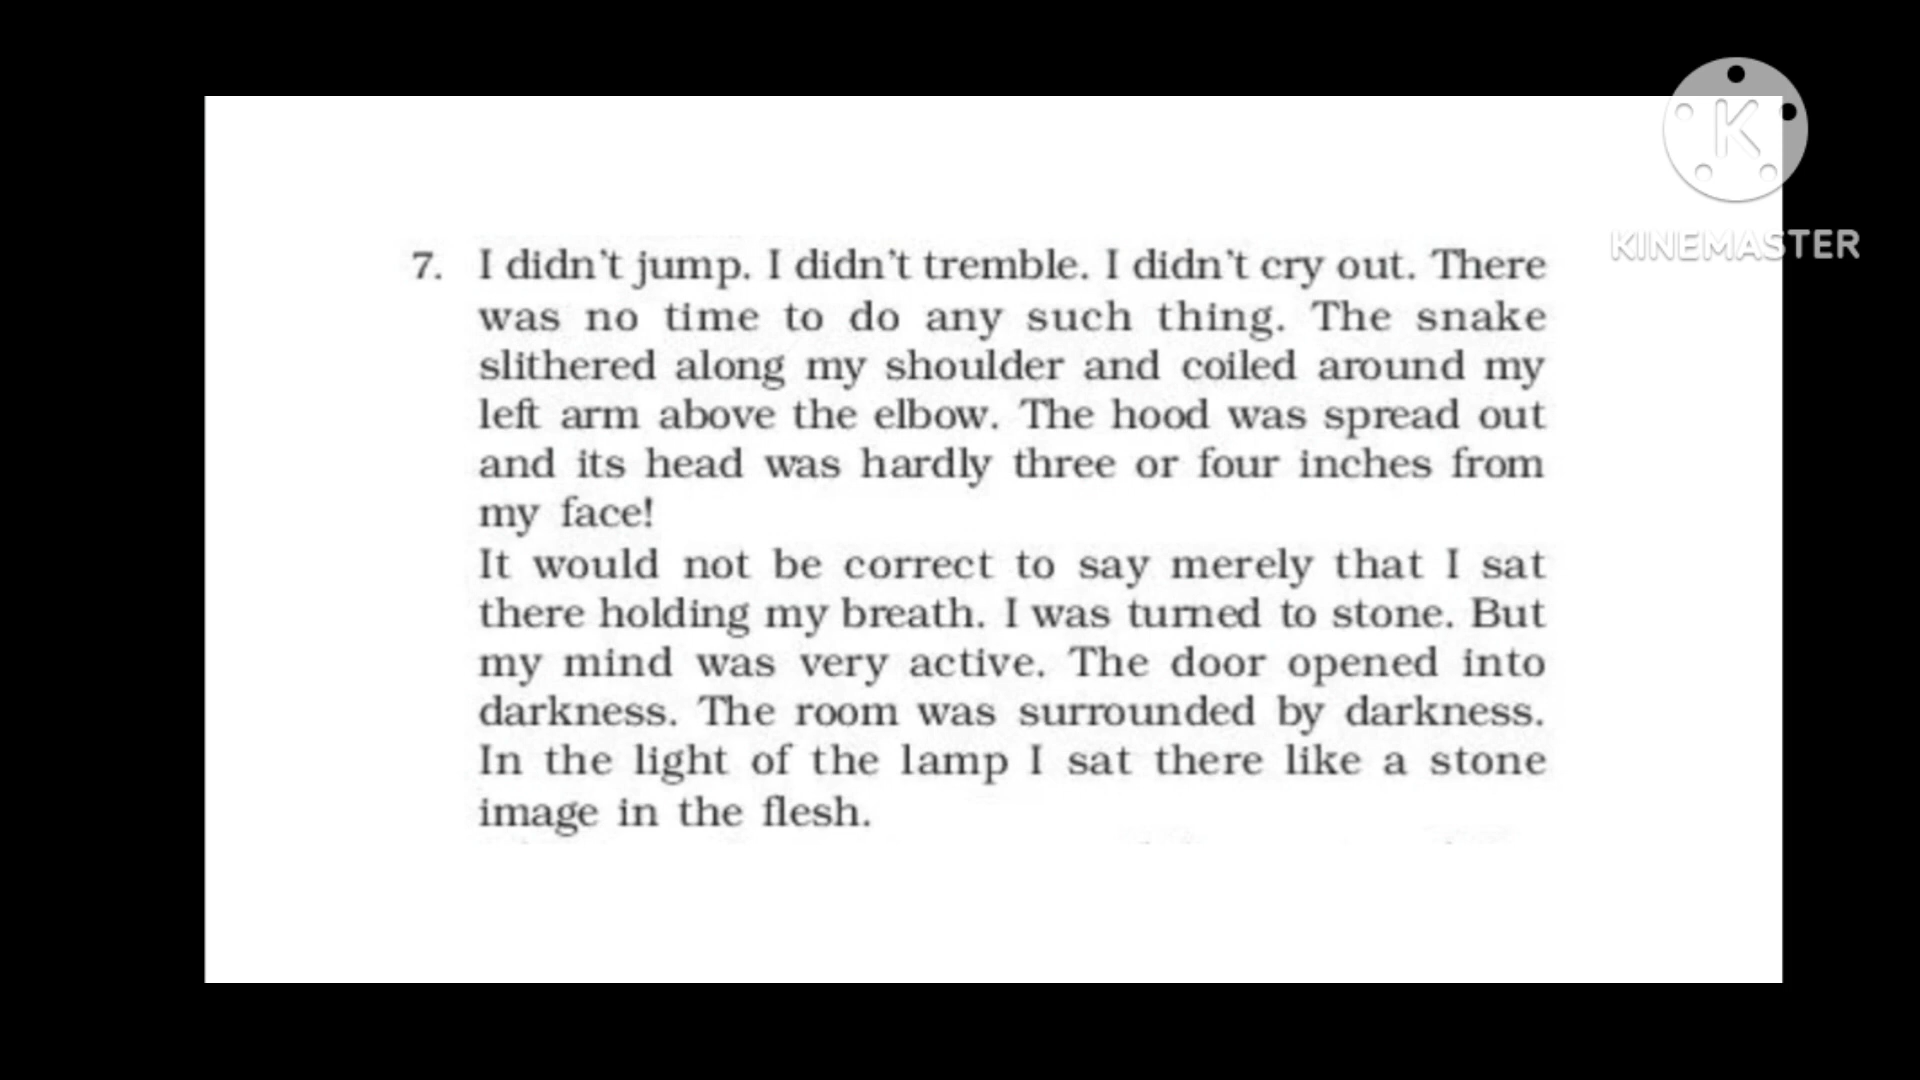 K
KINEMASTER
7. I didn't jump. I didn't tremble. I didn't cry out. There
was no time to do any such thing. The snake
slithered along my shoulder and coiled around my
left arm above the elbow. The hood was spread out
and its head was hardly three or four inches from
my face!
It would not be correct to say merely that I sat
there holding my breath. I was turned to stone. But
my mind was very active. The door opened into
darkness. The room was surrounded by darkness.
In the light of the lamp I sat there like a stone
image in the flesh.